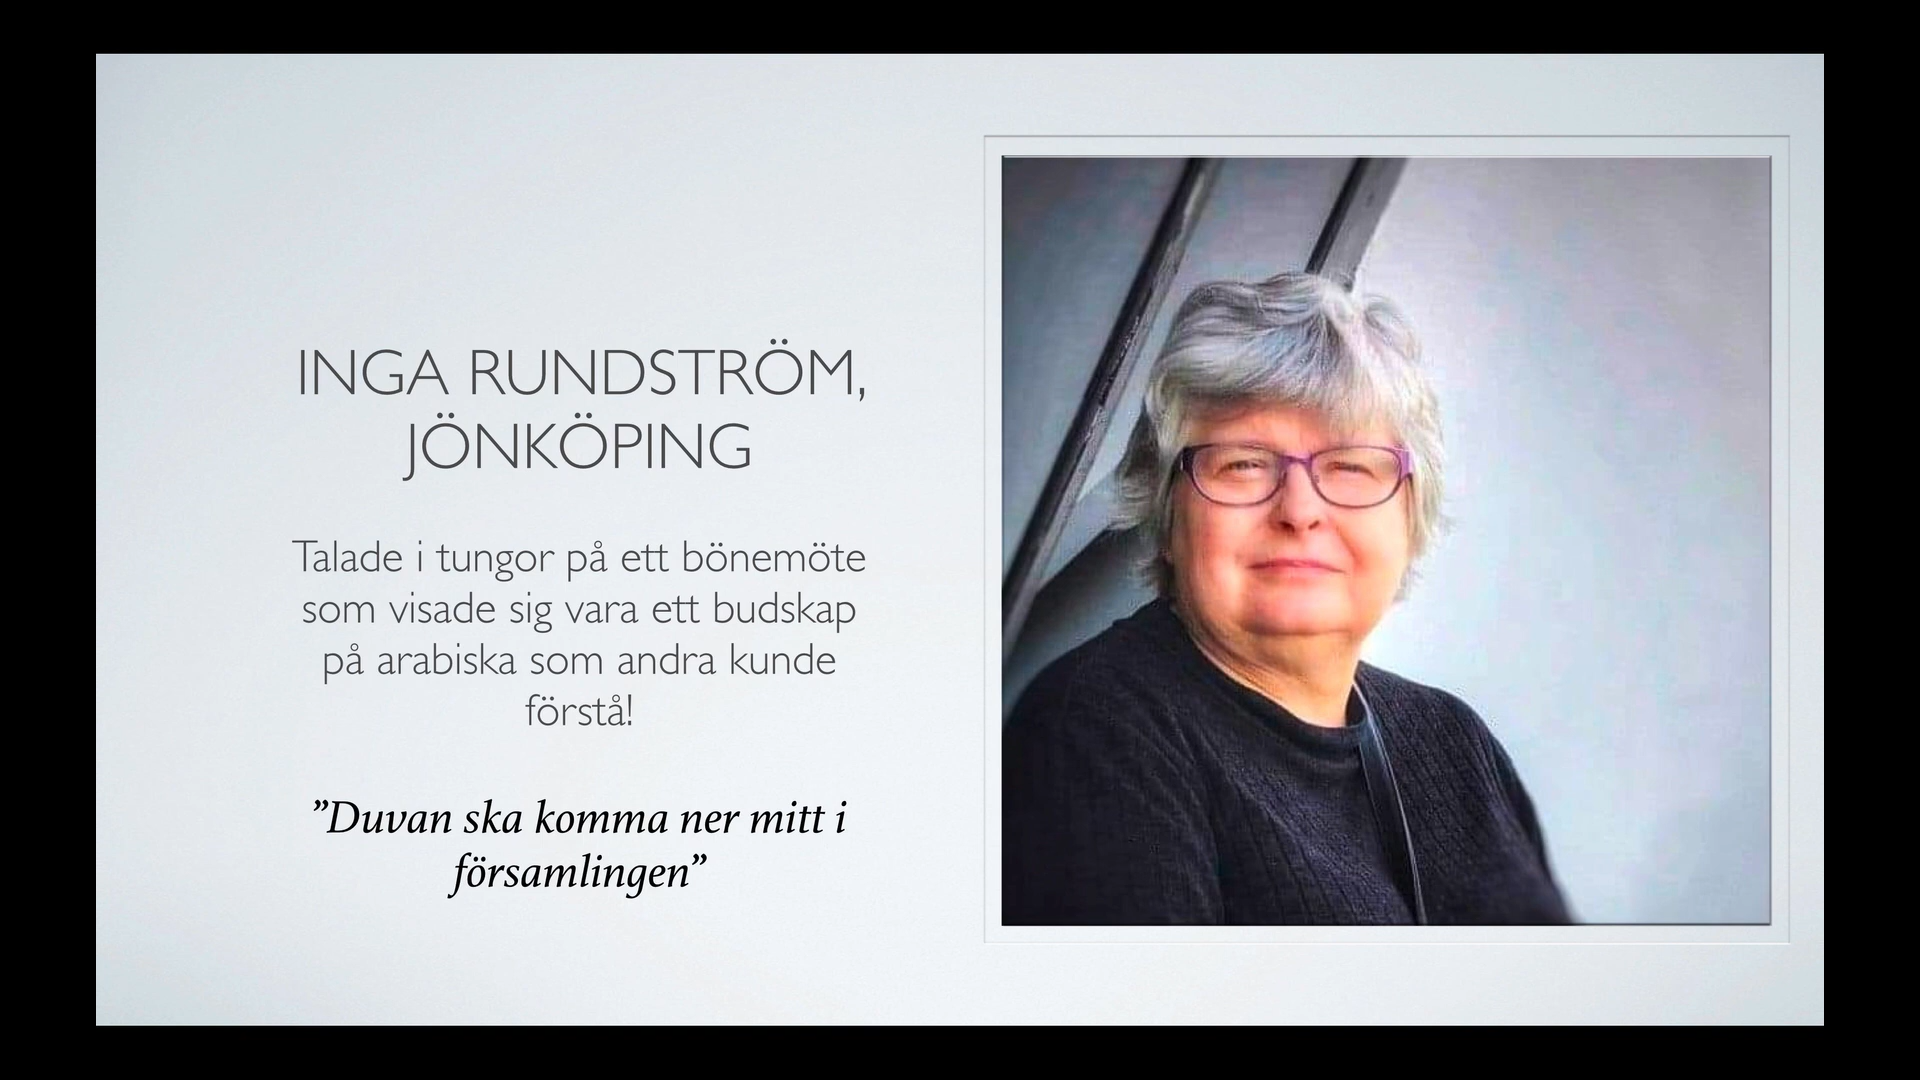 INGA RUNDSTRÖM,
JÖNKÖPING
Talade i tungor på ett bönemöte
som visade sig vara ett budskap
på arabiska som andra kunde
förstå!
”Duvan ska komma ner mitt i
församlingen”